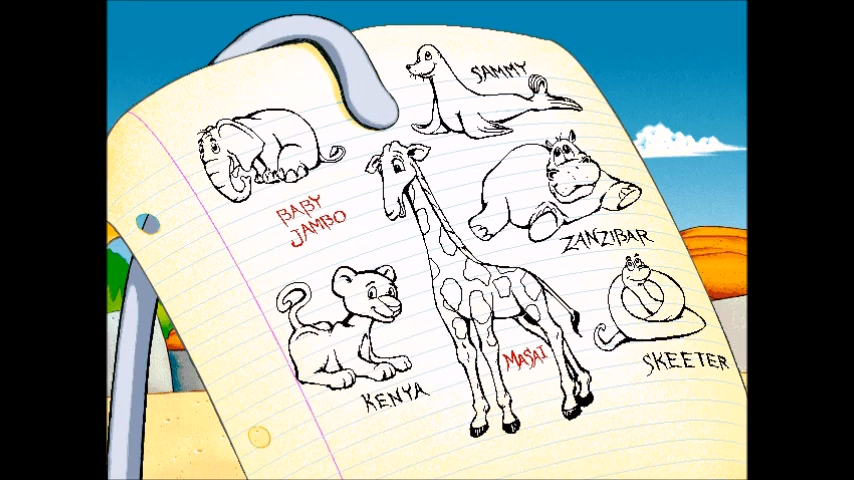 SAMMY
BABY
JAMBO
ZANZIBAR
MASAI
SKEETER
KENYA